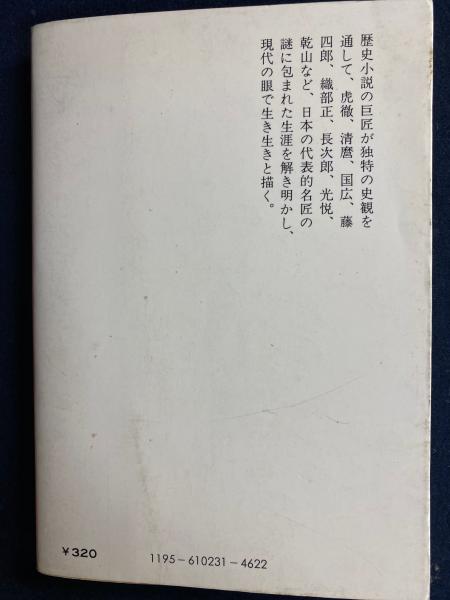 歴史小説の巨匠が独特の史観を
通して、虎徹、清麿、国広、藤
四郎、織部正、長次郎、光悦、
乾山など、日本の代表的名匠の
謎に包まれた生涯を解き明かし、
現代の眼で生き生きと描く。
¥320
1195-610231-4622